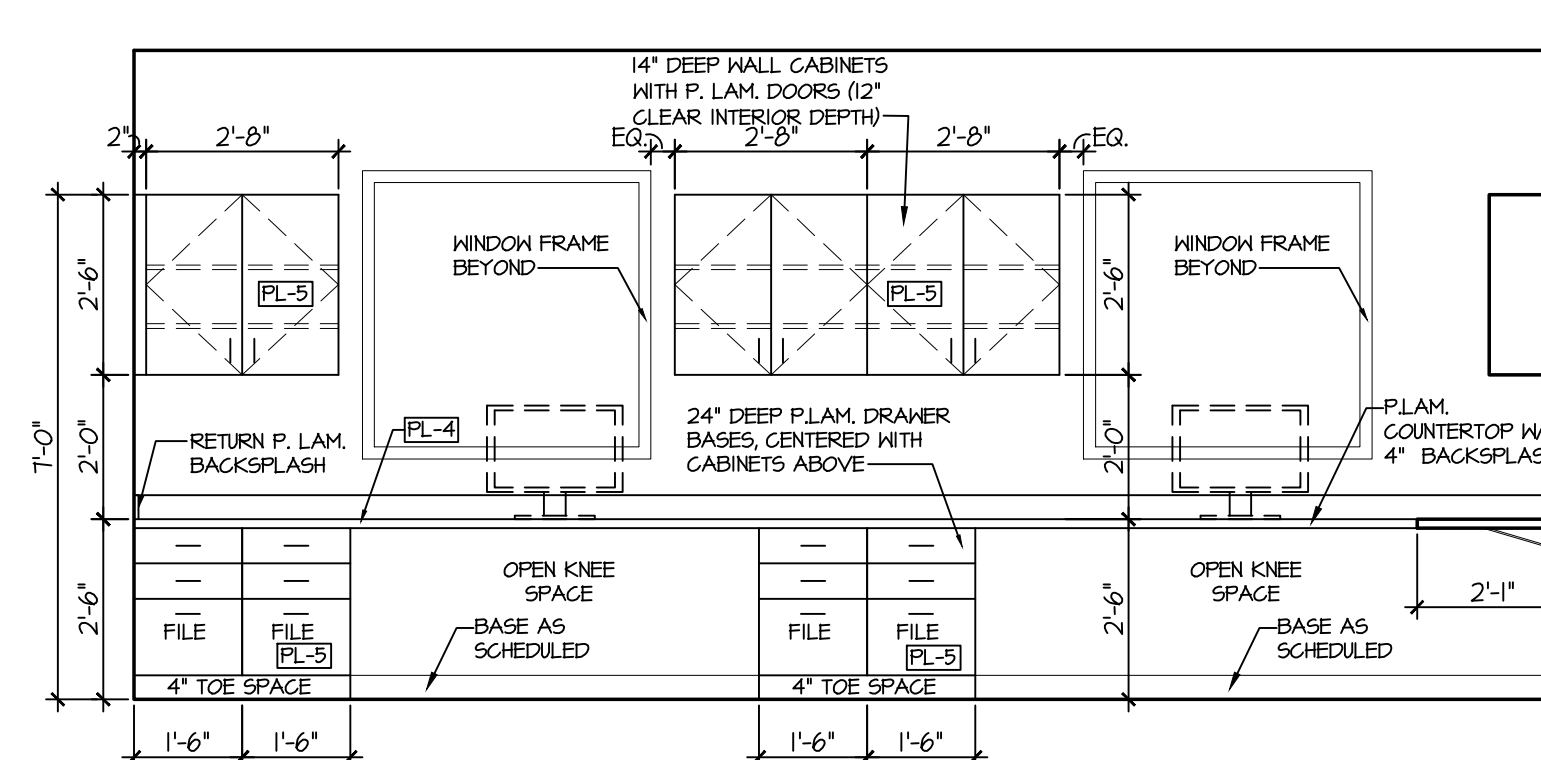 14" DEEP WALL CABINETS
WITH P. LAM. DOORS (12"
CLEAR INTERIOR DEPTH)
2"
2'-8"
EQ.
2'-8"
2'-8"
EQ.
WINDOW FRAME
BEYOND
WINDOW FRAME
BEYOND
2'-6"
PL-5
PL-5
2'-6"
7'-0"
2'-0"
RETURN P. LAM.
BACKSPLASH
PL-4
24" DEEP P.LAM. DRAWER
BASES, CENTERED WITH
CABINETS ABOVE
2'-0"
P.LAM.
COUNTERTOP
4" BACKSPLAS
2'-6"
OPEN KNEE
SPACE
OPEN KNEE
SPACE
2'-6"
2'-1"
FILE
FILE
PL-5
BASE AS
SCHEDULED
FILE
FILE
PL-5
BASE AS
SCHEDULED
4" TOE SPACE
4" TOE SPACE
1'-6"
1'-6"
1'-6"
1'-6"